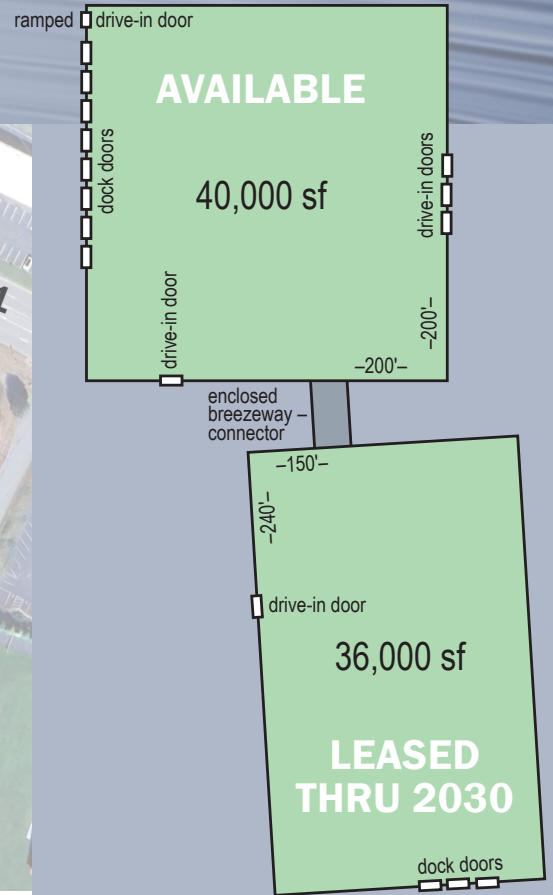 ramped
drive-in door
AVAILABLE
dock doors
40,000 sf
drive-in doors
drive-in door
–200'–
–200'–
enclosed
breezeway –
connector
–150'–
–240'–
drive-in door
36,000 sf
LEASED
THRU 2030
dock doors